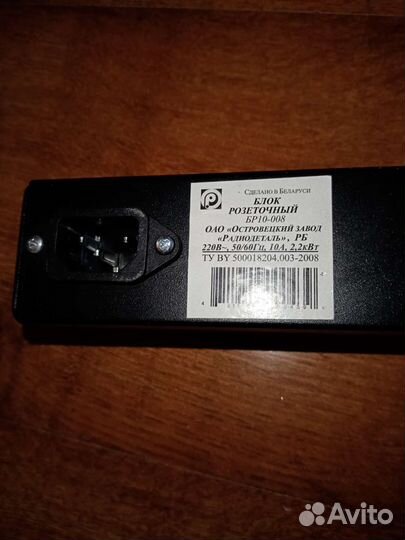 Сделано в Беларуси
БЛОК
РОЗЕТОЧНЫЙ
БР10-008
ОАО «Островецкий завод
«Радиодеталь», РБ
220В~, 50/60Гц, 10А, 2,2кВт
ТУ BY 500018204.003-2008
Avito